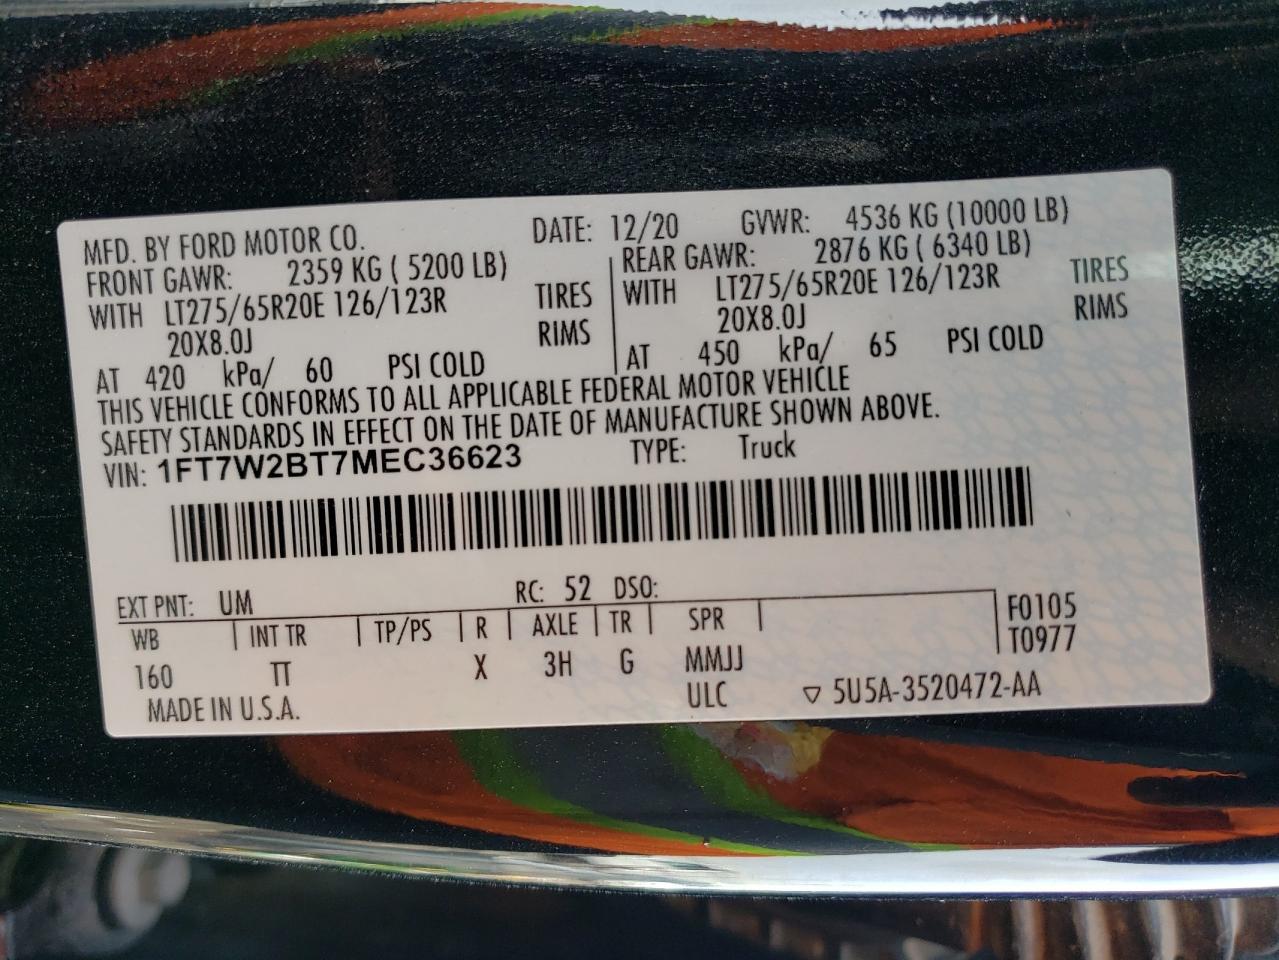 MFD. BY FORD MOTOR CO. DATE: 12/20 GVWR: 4536 KG (10000 LB)
FRONT GAWR: 2359 KG ( 5200 LB) REAR GAWR: 2876 KG ( 6340 LB)
WITH LT275/65R20E 126/123R TIRES WITH LT275/65R20E 126/123R TIRES
20X8.0J RIMS 20X8.0J RIMS
AT 420 kPa/ 60 PSI COLD AT 450 kPa/ 65 PSI COLD
THIS VEHICLE CONFORMS TO ALL APPLICABLE FEDERAL MOTOR VEHICLE
SAFETY STANDARDS IN EFFECT ON THE DATE OF MANUFACTURE SHOWN ABOVE.
VIN: 1FT7W2BT7MEC36623 TYPE: Truck
EXT PNT: UM RC: 52 DSO:
WB INT TR TP/PS R AXLE TR SPR F0105
160 TT X 3H G MMJJ T0977
MADE IN U.S.A. ULC ▽ 5U5A-3520472-AA